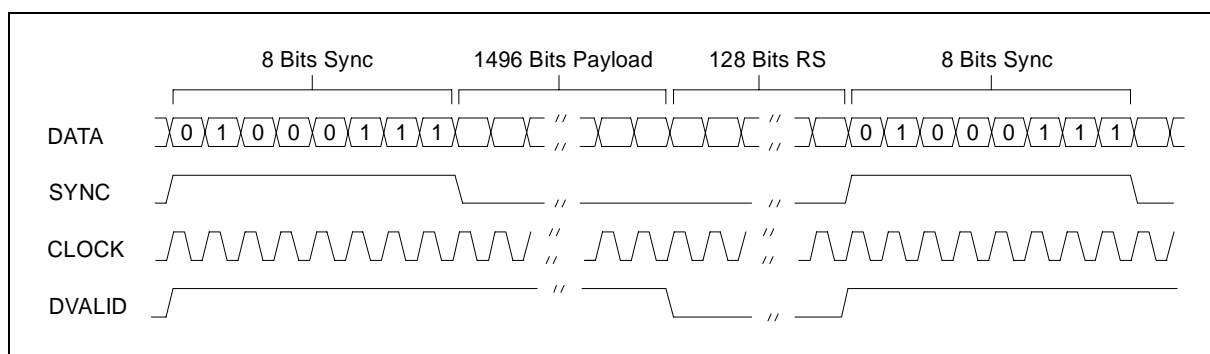 8 Bits Sync 1496 Bits Payload 128 Bits RS 8 Bits Sync
DATA 0 1 0 0 0 1 1 1 0 1 0 0 0 1 1 1
SYNC
CLOCK
DVALID